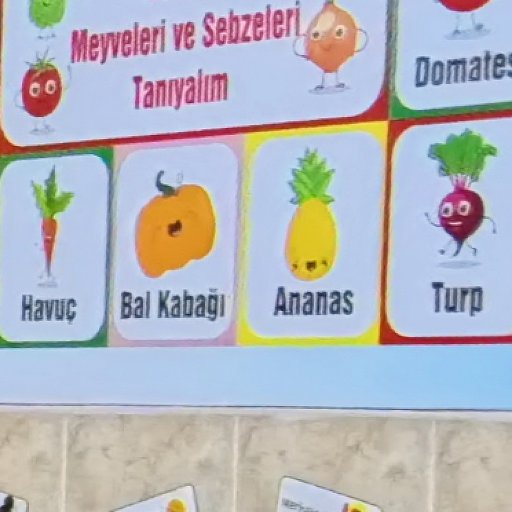 Meyveleri ve Sebzeleri
Tanıyalım
Domates
Havuç
Bal Kabağı
Ananas
Turp